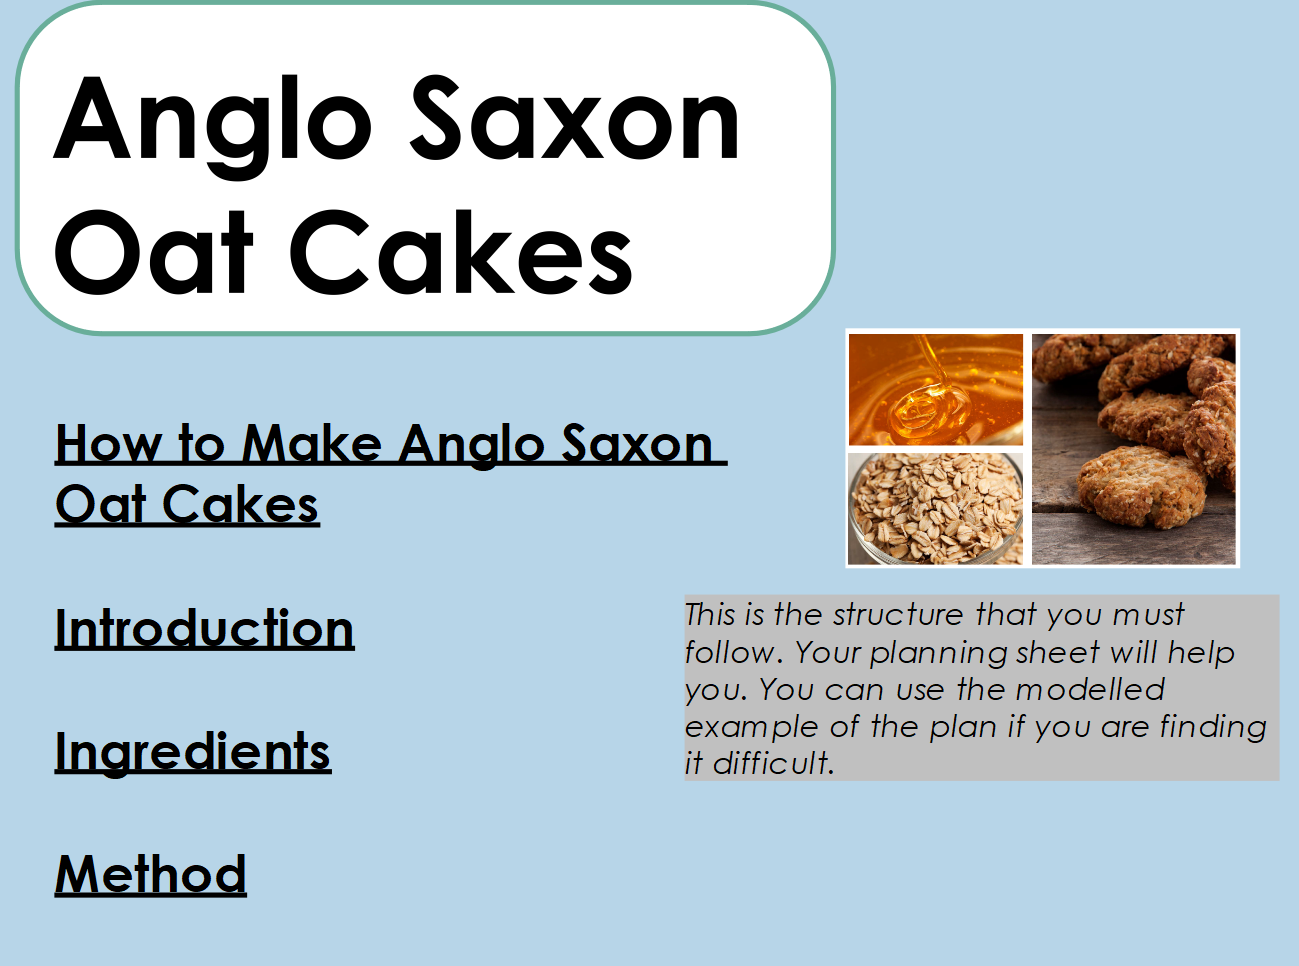 Anglo Saxon
Oat Cakes
How to Make Anglo Saxon
Oat Cakes
Introduction
Ingredients
Method
This is the structure that you must
follow. Your planning sheet will help
you. You can use the modelled
example of the plan if you are finding
it difficult.